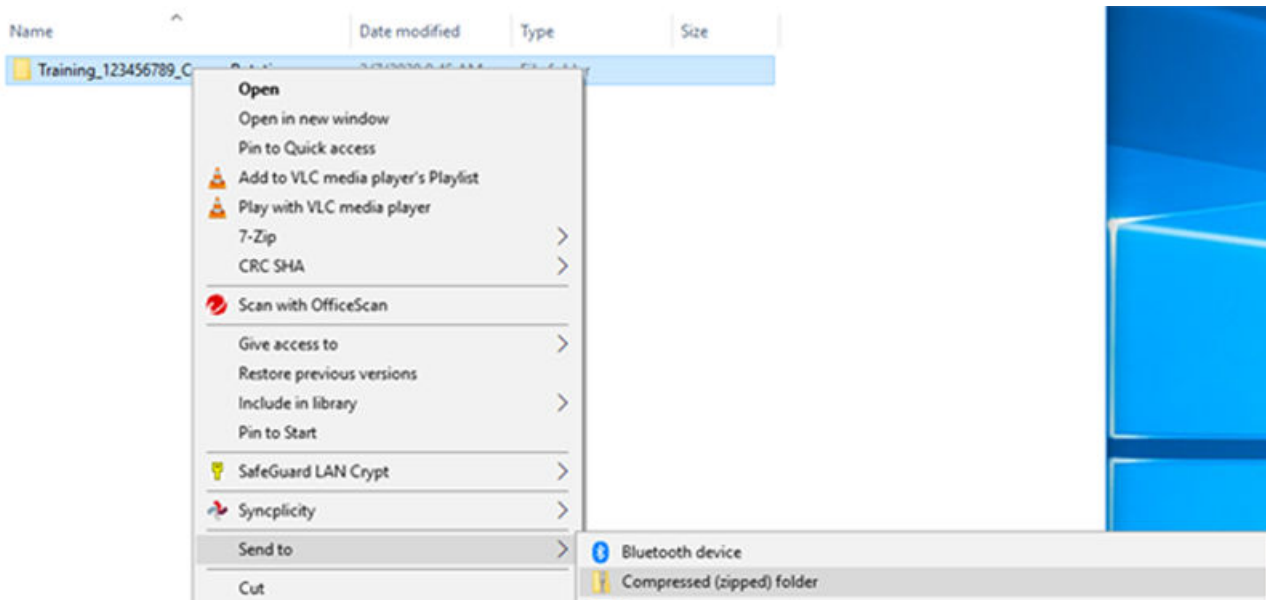 Name Date modified Type Size
Training_123456789_C
Open
Open in new window
Pin to Quick access
Add to VLC media player's Playlist
Play with VLC media player
7-Zip
CRC SHA
Scan with OfficeScan
Give access to
Restore previous versions
Include in library
Pin to Start
SafeGuard LAN Crypt
Syncplicity
Send to
Bluetooth device
Compressed (zipped) folder
Cut